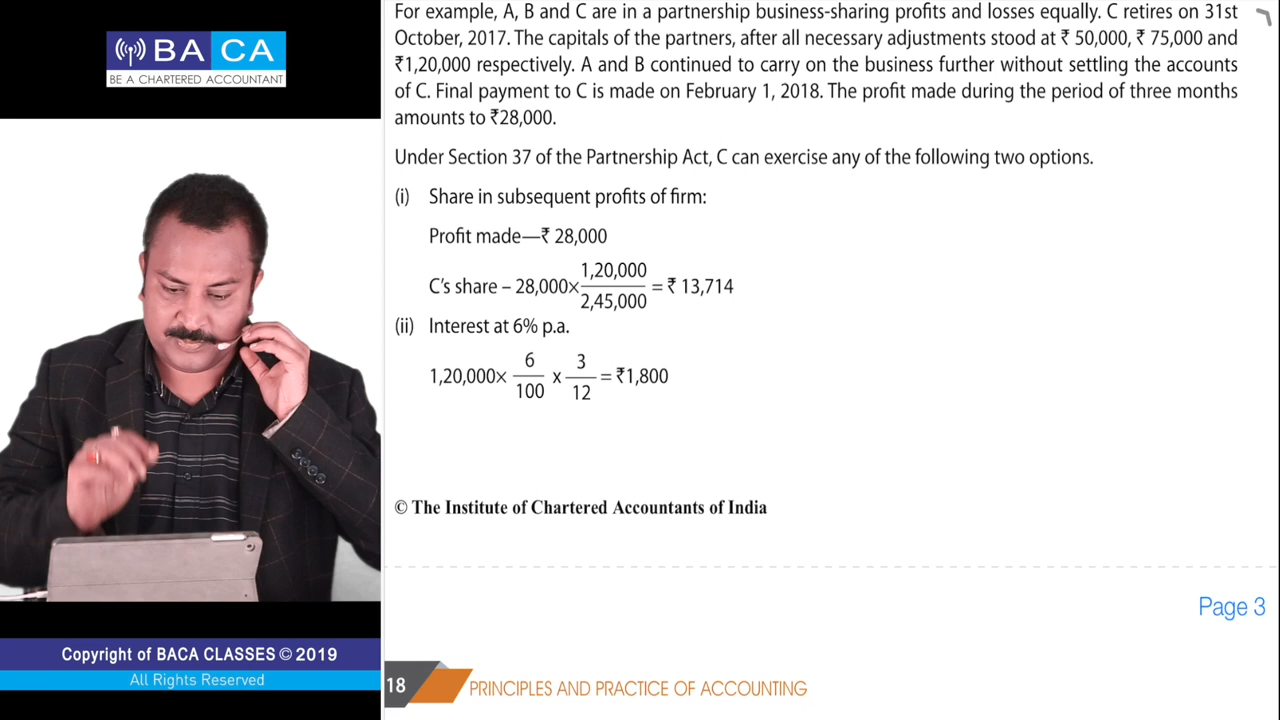 BACA
BE A CHARTERED ACCOUNTANT
For example, A, B and C are in a partnership business-sharing profits and losses equally. C retires on 31st
October, 2017. The capitals of the partners, after all necessary adjustments stood at ₹ 50,000, ₹ 75,000 and
₹1,20,000 respectively. A and B continued to carry on the business further without settling the accounts
of C. Final payment to C is made on February 1, 2018. The profit made during the period of three months
amounts to ₹28,000.
Under Section 37 of the Partnership Act, C can exercise any of the following two options.
(i) Share in subsequent profits of firm:
Profit made—₹ 28,000
C's share – 28,000× 1,20,000 / 2,45,000 = ₹ 13,714
(ii) Interest at 6% p.a.
1,20,000× 6 / 100 x 3 / 12 = ₹1,800
© The Institute of Chartered Accountants of India
Page 3
18 PRINCIPLES AND PRACTICE OF ACCOUNTING
Copyright of BACA CLASSES © 2019
All Rights Reserved